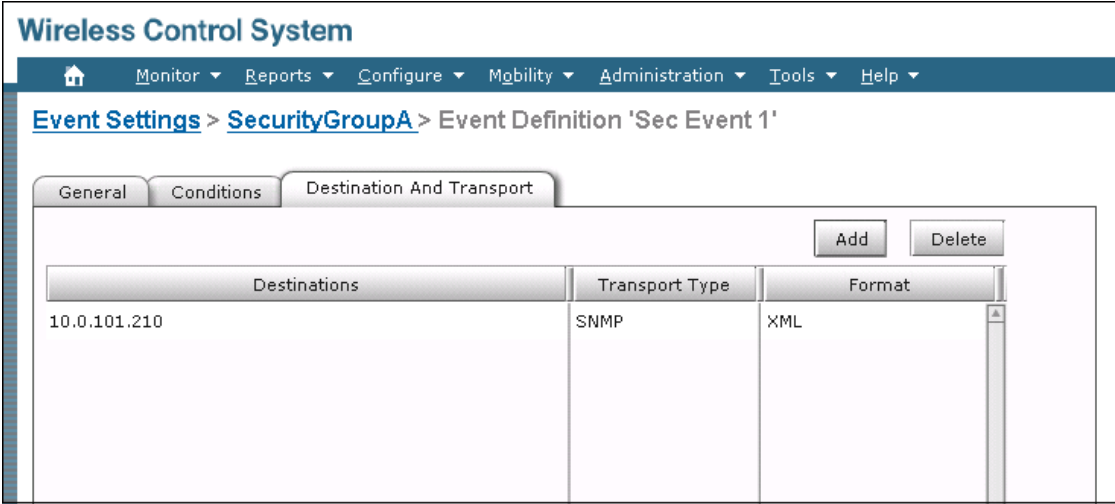 Wireless Control System
Monitor Reports Configure Mobility Administration Tools Help
Event Settings > SecurityGroupA > Event Definition 'Sec Event 1'
General Conditions Destination And Transport
Add Delete
Destinations Transport Type Format
10.0.101.210 SNMP XML